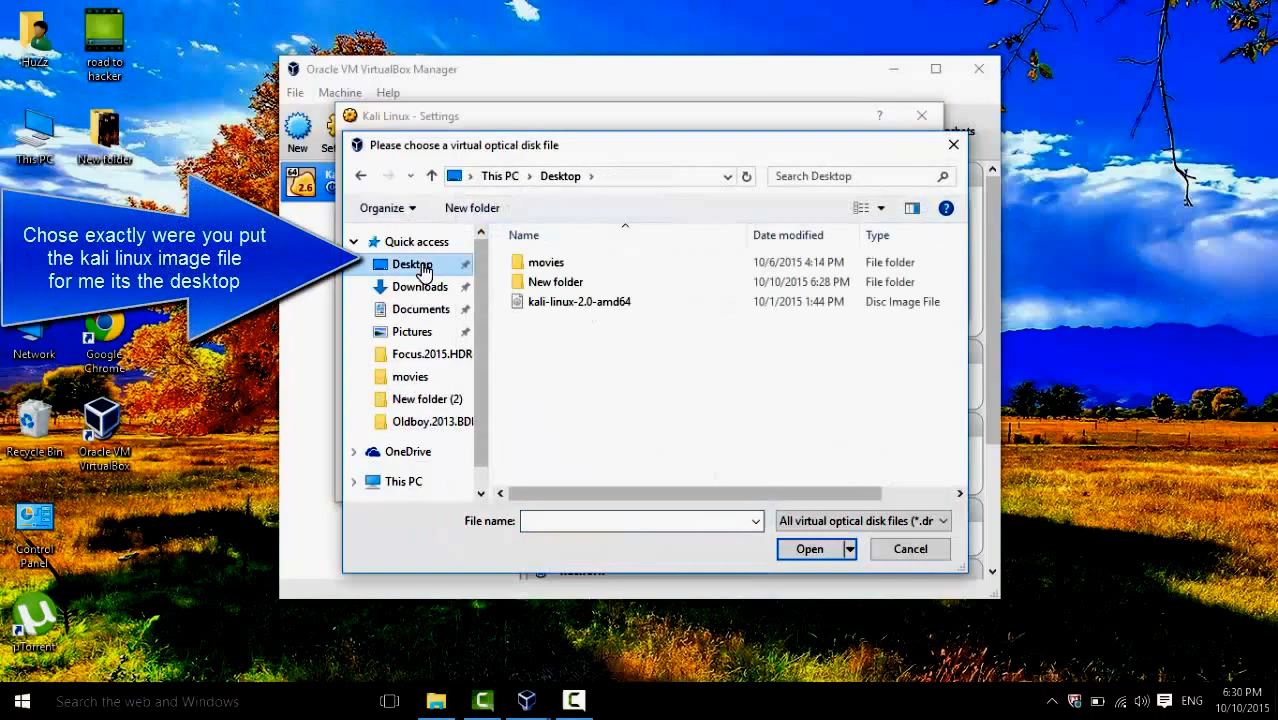 HuZz
road to
hacker
This PC
New folder
Chose exactly were you put
the kali linux image file
for me its the desktop
Network
Google
Chrome
Recycle Bin
Oracle VM
VirtualBox
Control
Panel
µTorrent
Oracle VM VirtualBox Manager
File Machine Help
New
64
2.6
Kali Linux - Settings
?
Please choose a virtual optical disk file
This PC > Desktop >
Search Desktop
Organize
New folder
Quick access
Desktop
Downloads
Documents
Pictures
Focus.2015.HDR
movies
New folder (2)
Oldboy.2013.BDI
OneDrive
This PC
Name Date modified Type
movies 10/6/2015 4:14 PM File folder
New folder 10/10/2015 6:28 PM File folder
kali-linux-2.0-amd64 10/1/2015 1:44 PM Disc Image File
File name:
All virtual optical disk files (*.dr
Open
Cancel
Search the web and Windows
ENG
6:30 PM
10/10/2015